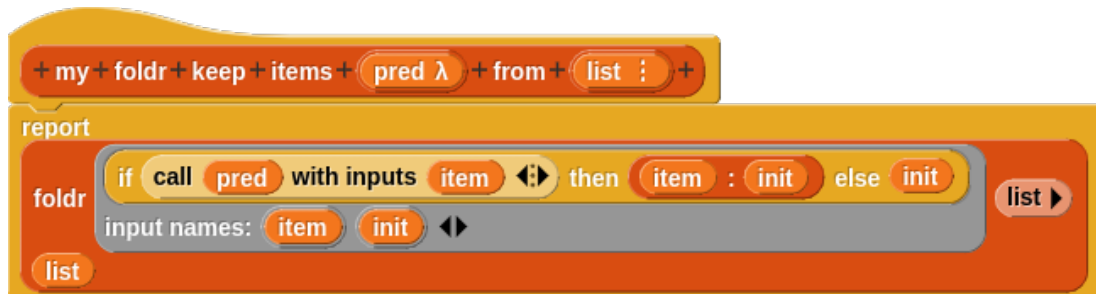 + my + foldr + keep + items + pred λ + from + list ⋮ +
report
if call pred with inputs item then item : init else init
foldr list
input names: item init
list